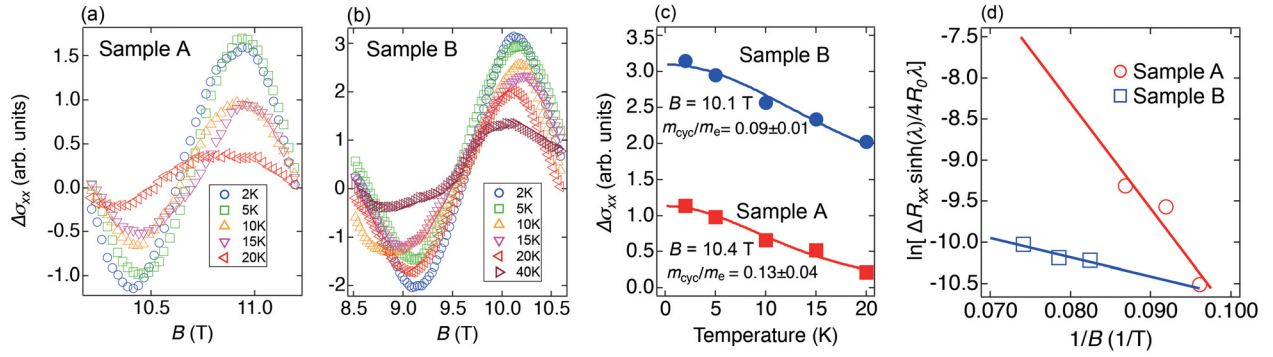 (a)
Sample A
Δσxx (arb. units)
1.5
1.0
0.5
0.0
-0.5
-1.0
2K
5K
10K
15K
20K
10.5
11.0
B (T)
(b)
Sample B
3
2
1
0
-1
-2
2K
5K
10K
15K
20K
40K
8.5
9.0
9.5
10.0
10.5
B (T)
(c)
Δσxx (arb. units)
3.5
3.0
2.5
2.0
1.5
1.0
0.5
0.0
Sample B
B = 10.1 T
mcyc/me = 0.09±0.01
Sample A
B = 10.4 T
mcyc/me = 0.13±0.04
0
5
10
15
20
Temperature (K)
(d)
ln[ ΔRxx sinh(λ)/4R0λ]
-7.5
-8.0
-8.5
-9.0
-9.5
-10.0
-10.5
Sample A
Sample B
0.070
0.080
0.090
0.100
1/B (1/T)